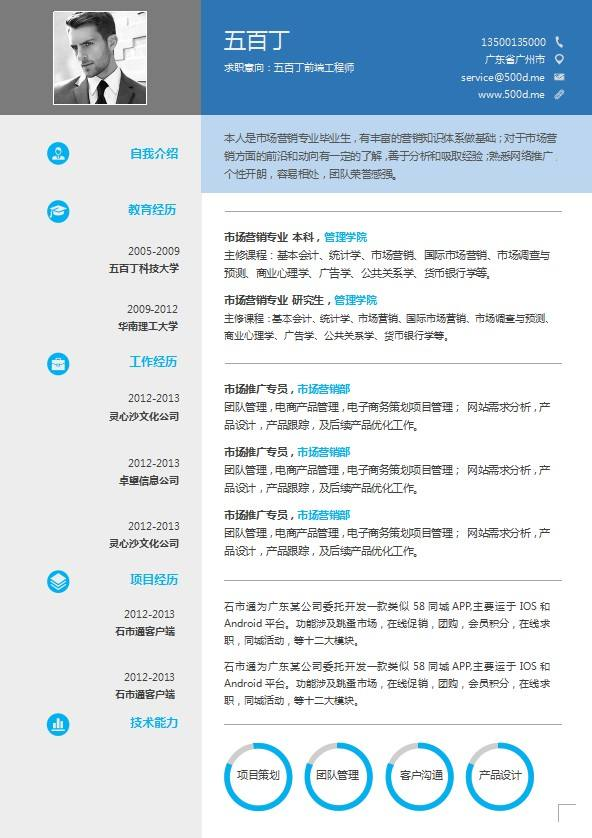 五百丁
求职意向：五百丁前端工程师
13500135000
广东省广州市
service@500d.me
www.500d.me
自我介绍
本人是市场营销专业毕业生，有丰富的营销知识体系做基础；对于市场营
销方面的前沿和动向有一定的了解，善于分析和吸取经验；熟悉网络推广，
个性开朗，容易相处，团队荣誉感强。
教育经历
2005-2009
五百丁科技大学
市场营销专业 本科，管理学院
主修课程：基本会计、统计学、市场营销、国际市场营销、市场调查与
预测、商业心理学、广告学、公共关系学、货币银行学等。
2009-2012
华南理工大学
市场营销专业 研究生，管理学院
主修课程：基本会计、统计学、市场营销、国际市场营销、市场调查与预测、
商业心理学、广告学、公共关系学、货币银行学等。
工作经历
2012-2013
灵心沙文化公司
市场推广专员，市场营销部
团队管理，电商产品管理，电子商务策划项目管理； 网站需求分析，产
品设计，产品跟踪，及后续产品优化工作。
2012-2013
卓望信息公司
市场推广专员，市场营销部
团队管理，电商产品管理，电子商务策划项目管理； 网站需求分析，产
品设计，产品跟踪，及后续产品优化工作。
2012-2013
灵心沙文化公司
市场推广专员，市场营销部
团队管理，电商产品管理，电子商务策划项目管理； 网站需求分析，产
品设计，产品跟踪，及后续产品优化工作。
项目经历
2012-2013
石市通客户端
石市通为广东某公司委托开发一款类似 58 同城 APP,主要运于 IOS 和
Android 平台。功能涉及跳蚤市场，在线促销，团购，会员积分，在线求
职，同城活动，等十二大模块。
2012-2013
石市通客户端
石市通为广东某公司委托开发一款类似 58 同城 APP,主要运于 IOS 和
Android 平台。功能涉及跳蚤市场，在线促销，团购，会员积分，在线求
职，同城活动，等十二大模块。
技术能力
项目策划
团队管理
客户沟通
产品设计